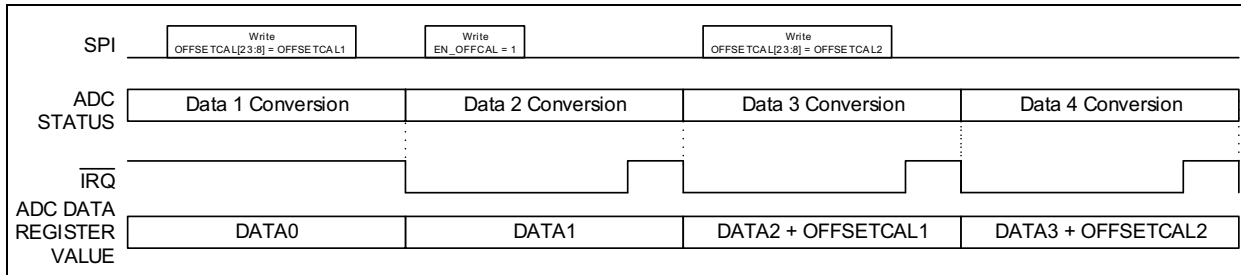 SPI
Write
OFFSETCAL[23:8] = OFFSETCAL1
Write
EN_OFFCAL = 1
Write
OFFSETCAL[23:8] = OFFSETCAL2
ADC
STATUS
Data 1 Conversion
Data 2 Conversion
Data 3 Conversion
Data 4 Conversion
IRQ
ADC DATA
REGISTER
VALUE
DATA0
DATA1
DATA2 + OFFSETCAL1
DATA3 + OFFSETCAL2